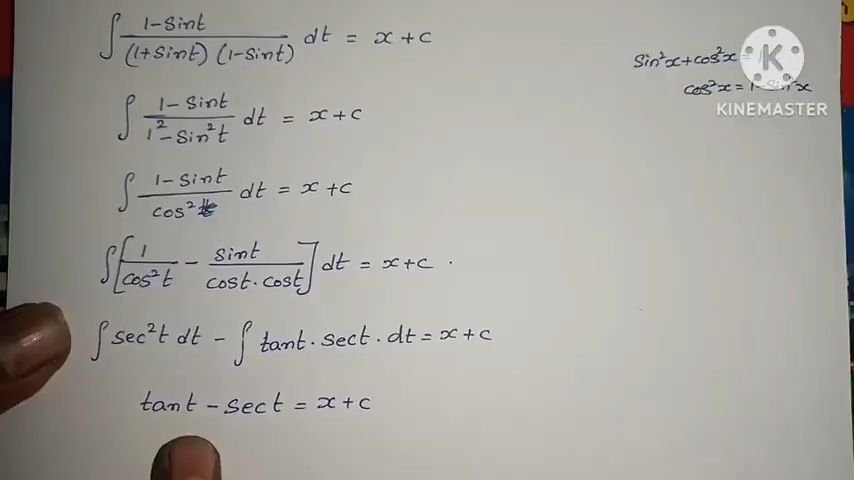 ∫ 1-Sint / (1+Sint) (1-Sint) dt = x+c
Sin²x+cos²x=
cos²x=1-Sin²x
K
KINEMASTER
∫ 1-Sint / 1²-Sin²t dt = x+c
∫ 1-Sint / cos²t dt = x+c
∫[1/cos²t - Sint / cost.cost] dt = x+c .
∫ sec²t dt - ∫ tant.sect.dt = x+c
tant - sect = x+c